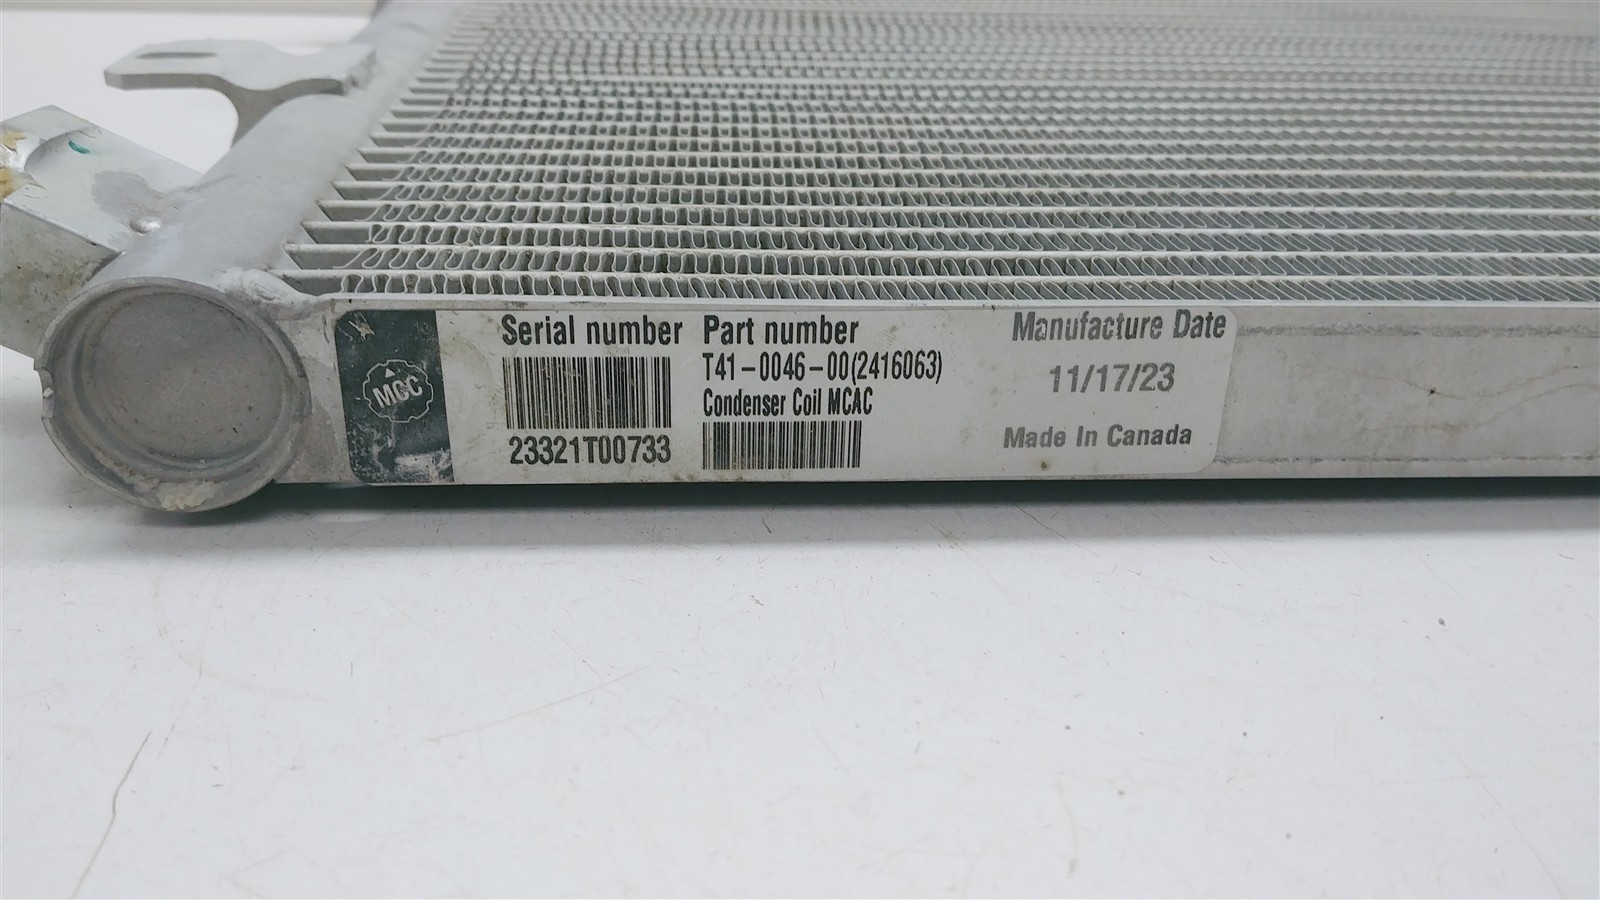 MCC
Serial number
23321T00733
Part number
T41-0046-00(2416063)
Condenser Coil MCAC
Manufacture Date
11/17/23
Made In Canada